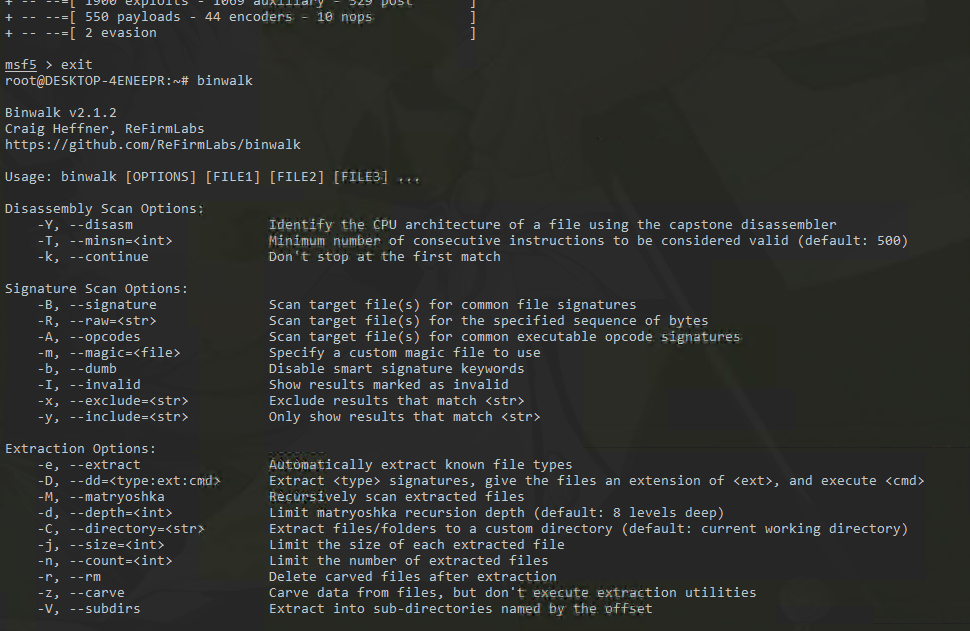 + -- --=[ 1900 exploits - 1069 auxiliary - 329 post ]
+ -- --=[ 550 payloads - 44 encoders - 10 nops ]
+ -- --=[ 2 evasion ]
msf5 > exit
root@DESKTOP-4ENEEPR:~# binwalk
Binwalk v2.1.2
Craig Heffner, ReFirmLabs
https://github.com/ReFirmLabs/binwalk
Usage: binwalk [OPTIONS] [FILE1] [FILE2] [FILE3] ...
Disassembly Scan Options:
-Y, --disasm Identify the CPU architecture of a file using the capstone disassembler
-T, --minsn=<int> Minimum number of consecutive instructions to be considered valid (default: 500)
-k, --continue Don't stop at the first match
Signature Scan Options:
-B, --signature Scan target file(s) for common file signatures
-R, --raw=<str> Scan target file(s) for the specified sequence of bytes
-A, --opcodes Scan target file(s) for common executable opcode signatures
-m, --magic=<file> Specify a custom magic file to use
-b, --dumb Disable smart signature keywords
-I, --invalid Show results marked as invalid
-x, --exclude=<str> Exclude results that match <str>
-y, --include=<str> Only show results that match <str>
Extraction Options:
-e, --extract Automatically extract known file types
-D, --dd=<type:ext:cmd> Extract <type> signatures, give the files an extension of <ext>, and execute <cmd>
-M, --matryoshka Recursively scan extracted files
-d, --depth=<int> Limit matryoshka recursion depth (default: 8 levels deep)
-C, --directory=<str> Extract files/folders to a custom directory (default: current working directory)
-j, --size=<int> Limit the size of each extracted file
-n, --count=<int> Limit the number of extracted files
-r, --rm Delete carved files after extraction
-z, --carve Carve data from files, but don't execute extraction utilities
-V, --subdirs Extract into sub-directories named by the offset